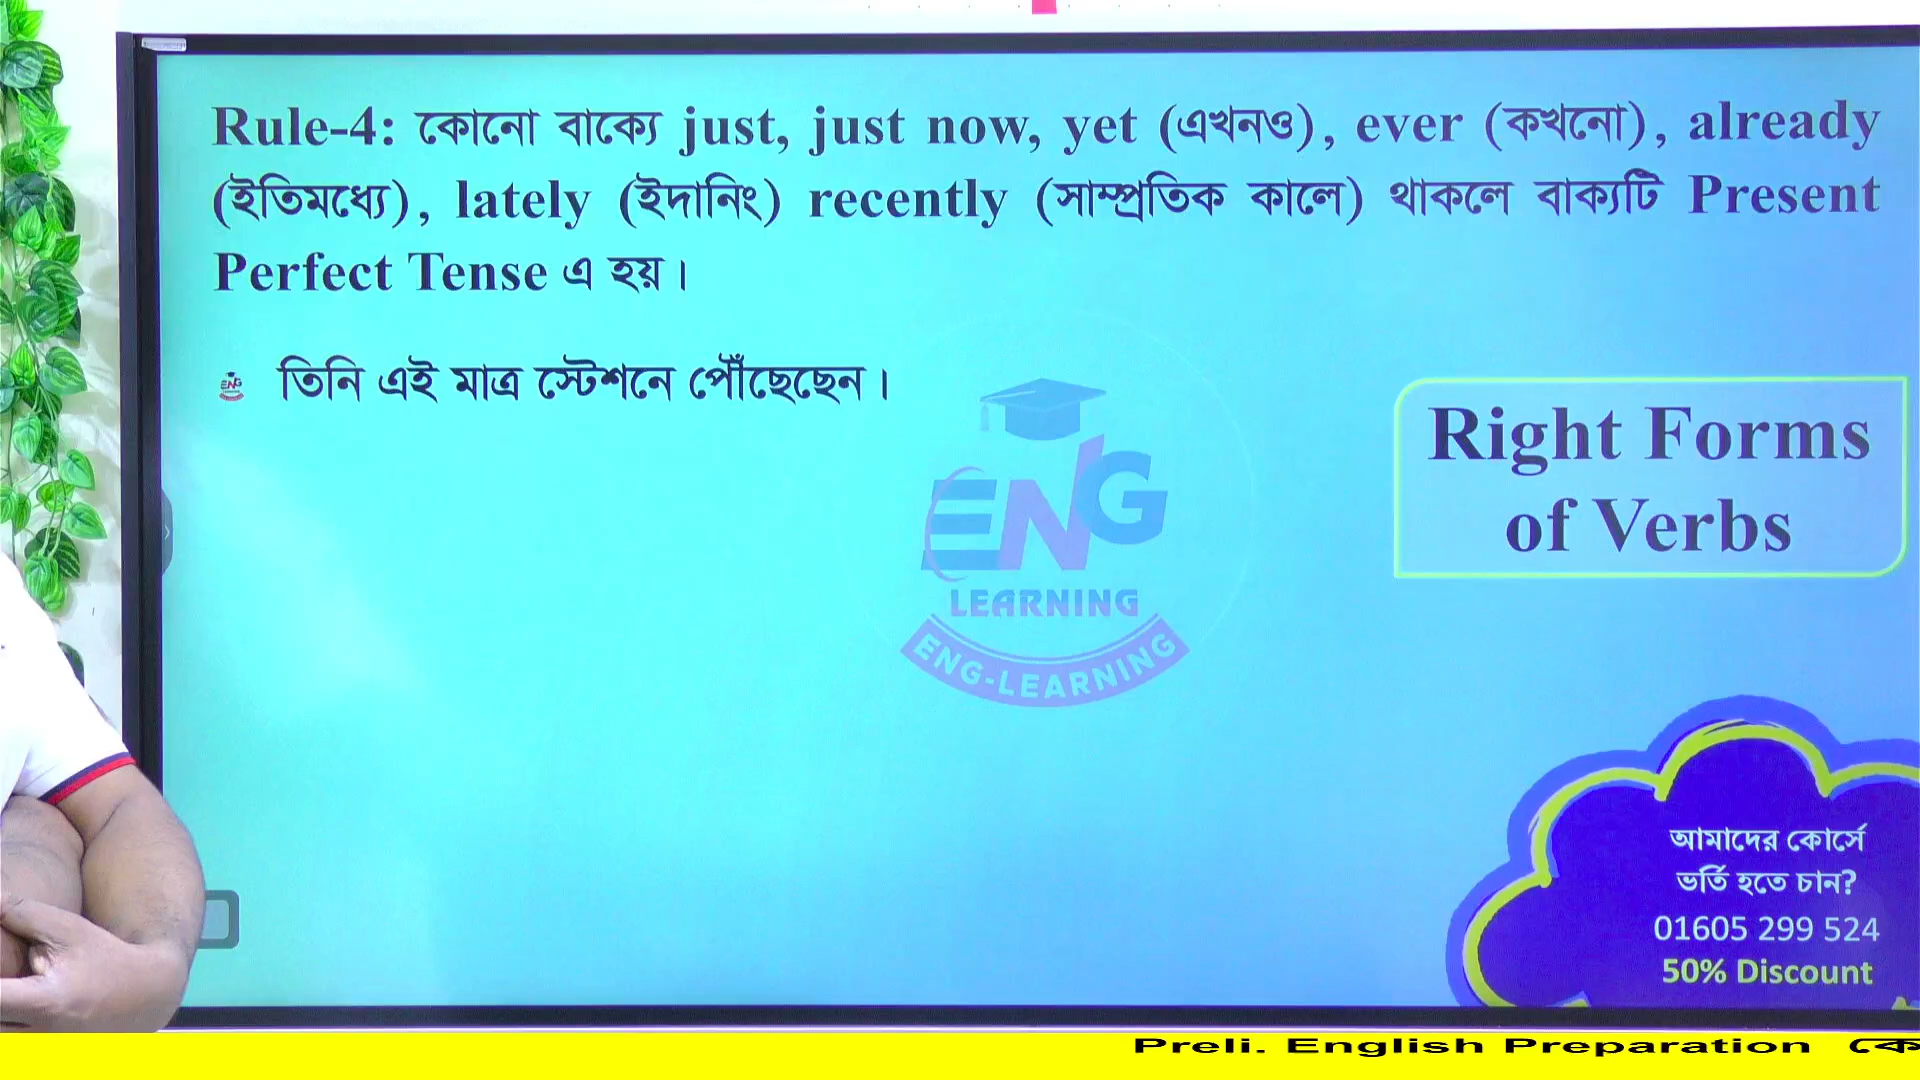 Rule-4: কোনো বাক্যে just, just now, yet (এখনও), ever (কখনো), already
(ইতিমধ্যে), lately (ইদানিং) recently (সাম্প্রতিক কালে) থাকলে বাক্যটি Present
Perfect Tense এ হয়।
তিনি এই মাত্র স্টেশনে পৌঁছেছেন।
Right Forms
of Verbs
ENG
LEARNING
ENG-LEARNING
আমাদের কোর্সে
ভর্তি হতে চান?
01605 299 524
50% Discount
Preli. English Preparation